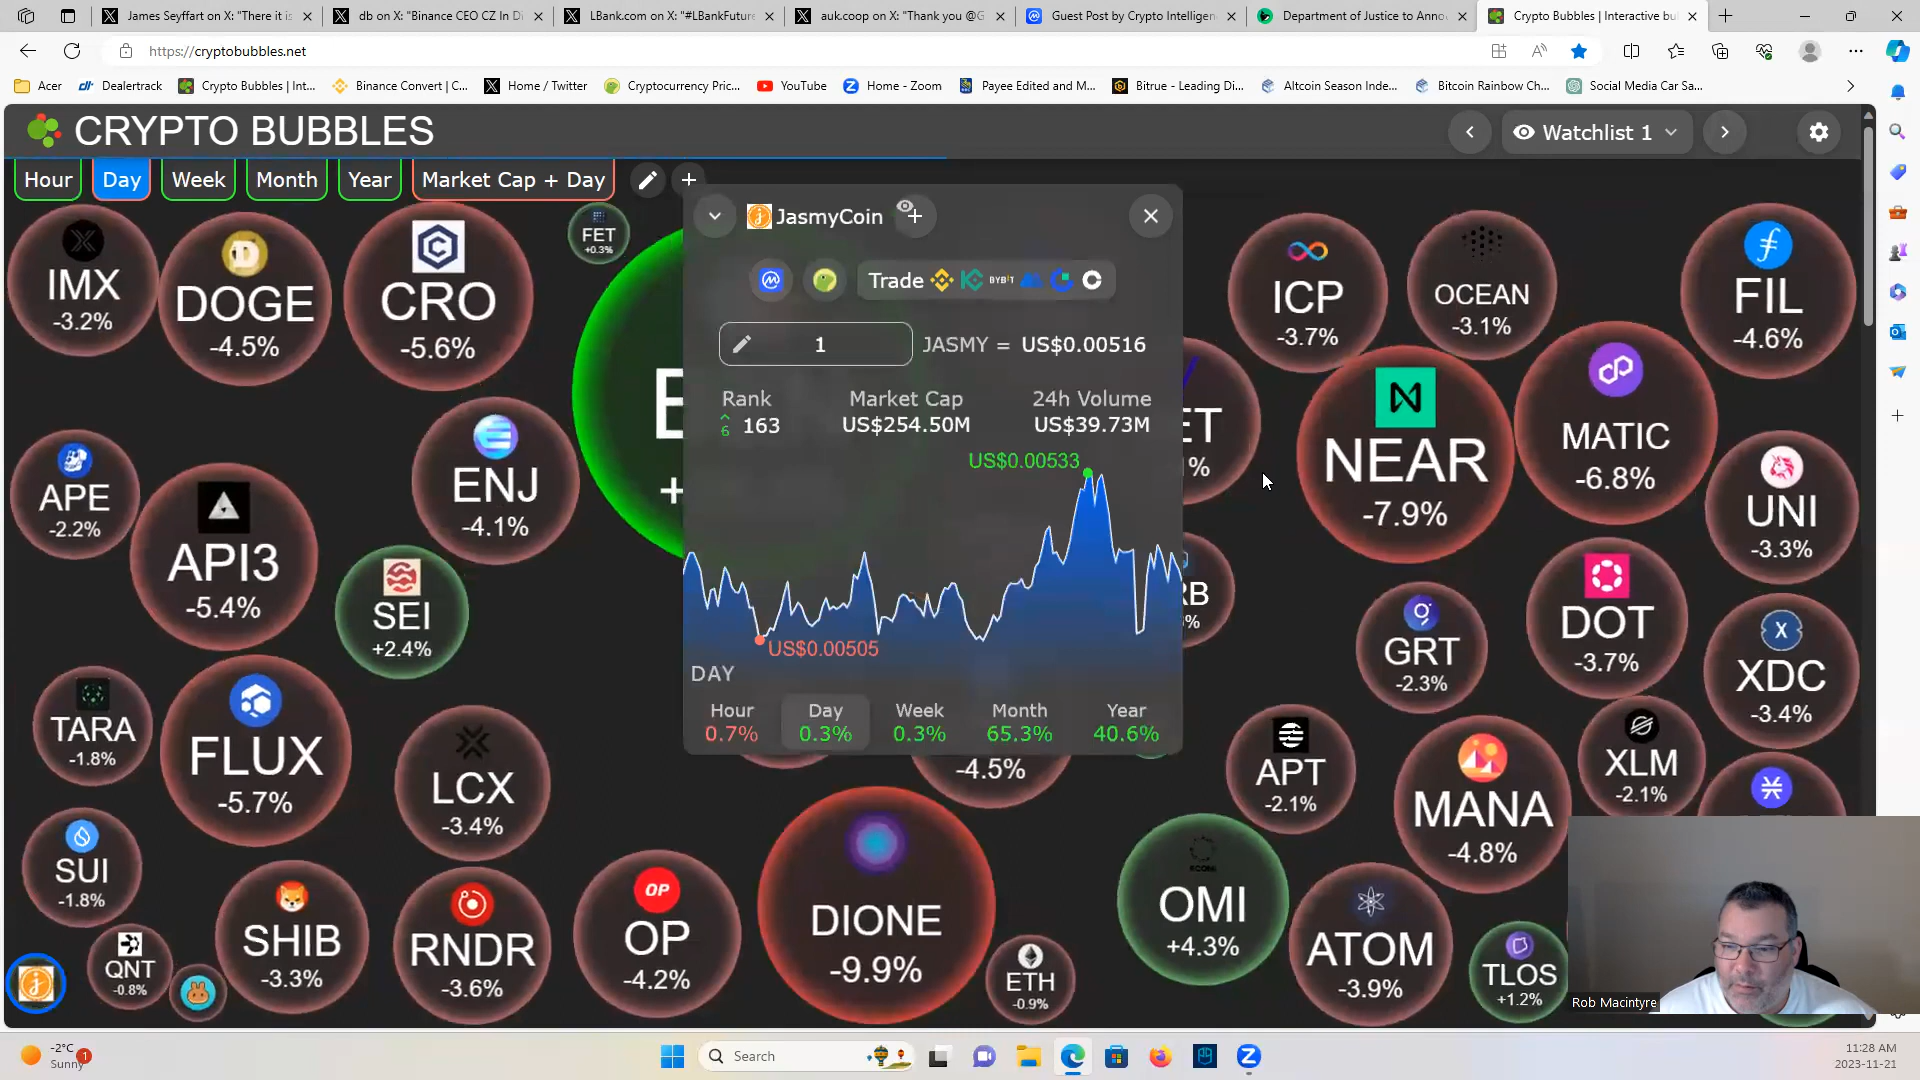 James Seyffart on X: "There it is
db on X: "Binance CEO CZ In Di
LBank.com on X: "#LBankFuture
auk.coop on X: "Thank you @G
Guest Post by Crypto Intelligen
Department of Justice to Anno
Crypto Bubbles | Interactive bu
https://cryptobubbles.net
Acer
Dealertrack
Crypto Bubbles | Int...
Binance Convert | C...
Home / Twitter
Cryptocurrency Pric...
YouTube
Home - Zoom
Payee Edited and M...
Bitrue - Leading Di...
Altcoin Season Inde...
Bitcoin Rainbow Ch...
Social Media Car Sa...
CRYPTO BUBBLES
Watchlist 1
Hour
Day
Week
Month
Year
Market Cap + Day
JasmyCoin
Trade
BYBIT
1
JASMY = US$0.00516
Rank
Market Cap
24h Volume
6
163
US$254.50M
US$39.73M
US$0.00533
US$0.00505
DAY
Hour
Day
Week
Month
Year
0.7%
0.3%
0.3%
65.3%
40.6%
IMX
-3.2%
DOGE
-4.5%
CRO
-5.6%
FET
+0.3%
ICP
-3.7%
OCEAN
-3.1%
FIL
-4.6%
APE
-2.2%
API3
-5.4%
ENJ
-4.1%
SEI
+2.4%
NEAR
-7.9%
MATIC
-6.8%
UNI
-3.3%
GRT
-2.3%
DOT
-3.7%
XDC
-3.4%
TARA
-1.8%
FLUX
-5.7%
LCX
-3.4%
-4.5%
APT
-2.1%
MANA
-4.8%
XLM
-2.1%
SUI
-1.8%
SHIB
-3.3%
RNDR
-3.6%
OP
OP
-4.2%
DIONE
-9.9%
ETH
-0.9%
OMI
+4.3%
ATOM
-3.9%
TLOS
+1.2%
QNT
-0.8%
Rob Macintyre
-2°C
Sunny
1
Search
11:28 AM
2023-11-21